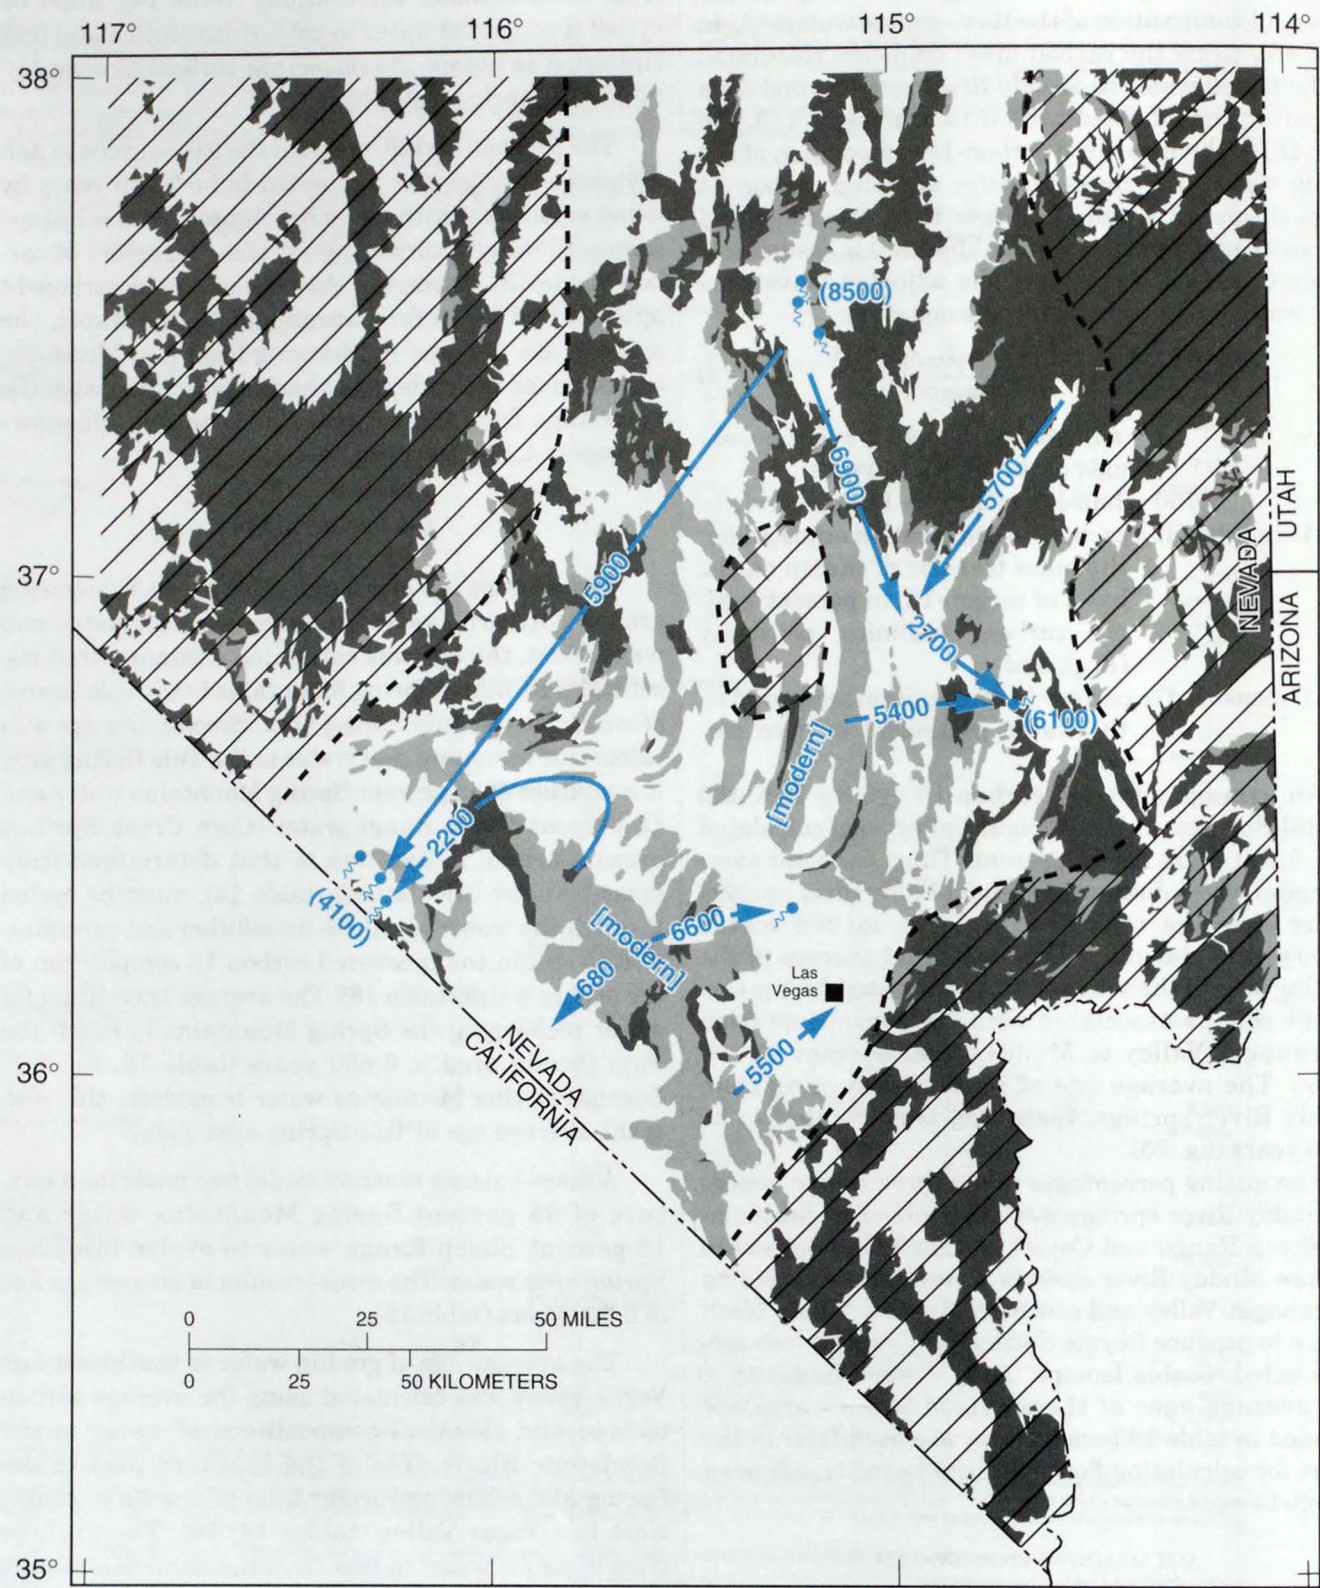 117°
116°
115°
114°
38°
(8500)
6900
5700
5900
37°
UTAH
NEVADA
ARIZONA
2700
5400
(6100)
[modern]
2200
(4100)
[modern]
6600
680
Las
Vegas
5500
NEVADA
CALIFORNIA
36°
0 25 50 MILES
0 25 50 KILOMETERS
35°